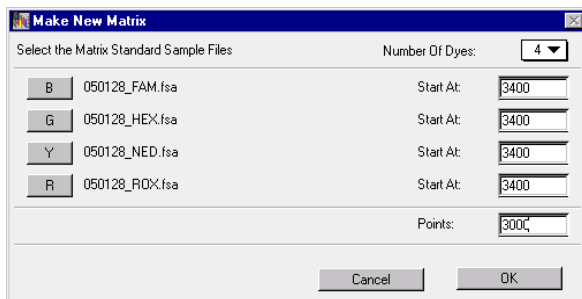 Make New Matrix
Select the Matrix Standard Sample Files Number Of Dyes: 4
B 050128_FAM.fsa Start At: 3400
G 050128_HEX.fsa Start At: 3400
Y 050128_NED.fsa Start At: 3400
R 050128_ROX.fsa Start At: 3400
Points: 3000
Cancel OK